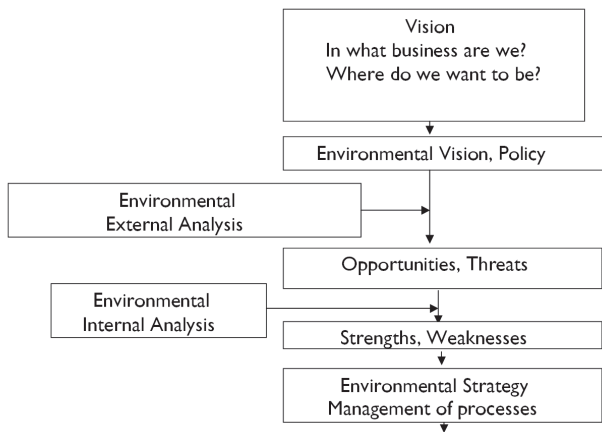 Vision
In what business are we?
Where do we want to be?
Environmental Vision, Policy
Environmental
External Analysis
Opportunities, Threats
Environmental
Internal Analysis
Strengths, Weaknesses
Environmental Strategy
Management of processes